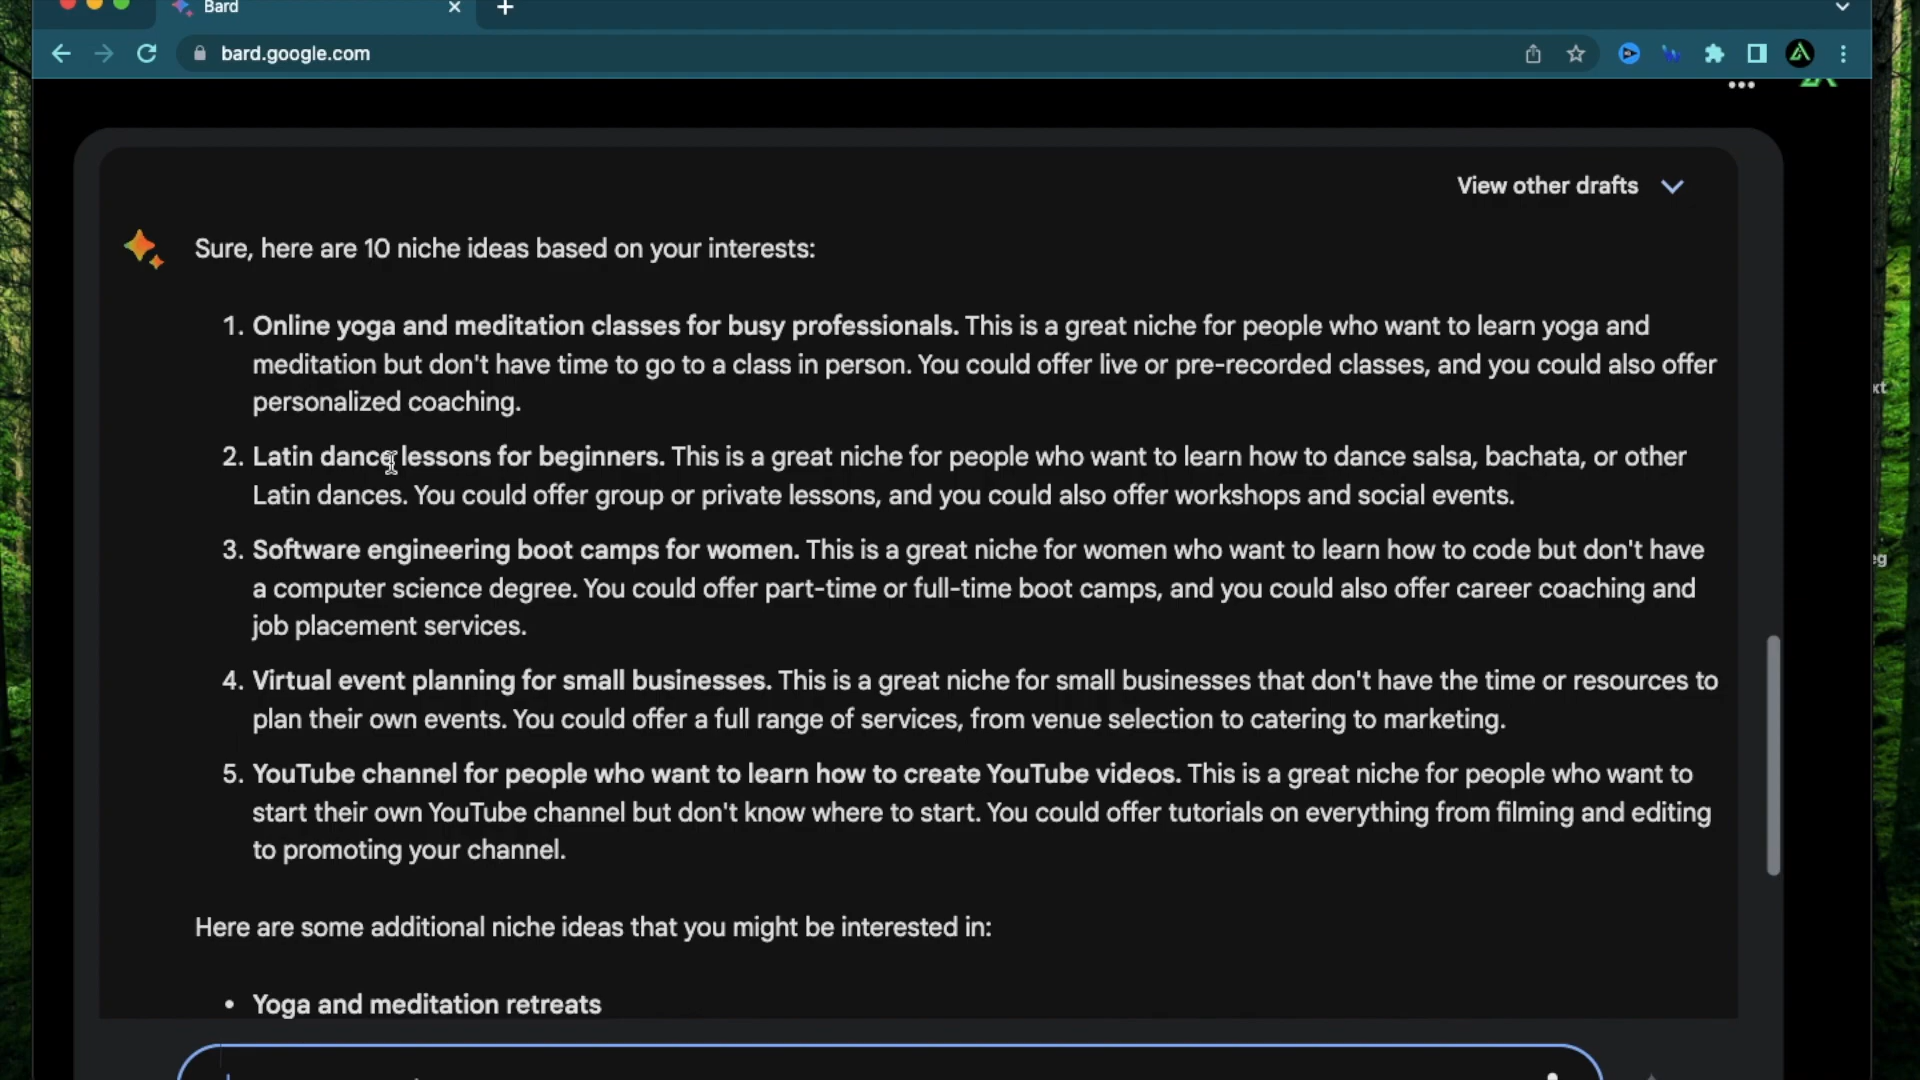 Bard
bard.google.com
View other drafts
Sure, here are 10 niche ideas based on your interests:
1. Online yoga and meditation classes for busy professionals. This is a great niche for people who want to learn yoga and
meditation but don't have time to go to a class in person. You could offer live or pre-recorded classes, and you could also offer
personalized coaching.
2. Latin dance lessons for beginners. This is a great niche for people who want to learn how to dance salsa, bachata, or other
Latin dances. You could offer group or private lessons, and you could also offer workshops and social events.
3. Software engineering boot camps for women. This is a great niche for women who want to learn how to code but don't have
a computer science degree. You could offer part-time or full-time boot camps, and you could also offer career coaching and
job placement services.
4. Virtual event planning for small businesses. This is a great niche for small businesses that don't have the time or resources to
plan their own events. You could offer a full range of services, from venue selection to catering to marketing.
5. YouTube channel for people who want to learn how to create YouTube videos. This is a great niche for people who want to
start their own YouTube channel but don't know where to start. You could offer tutorials on everything from filming and editing
to promoting your channel.
Here are some additional niche ideas that you might be interested in:
• Yoga and meditation retreats